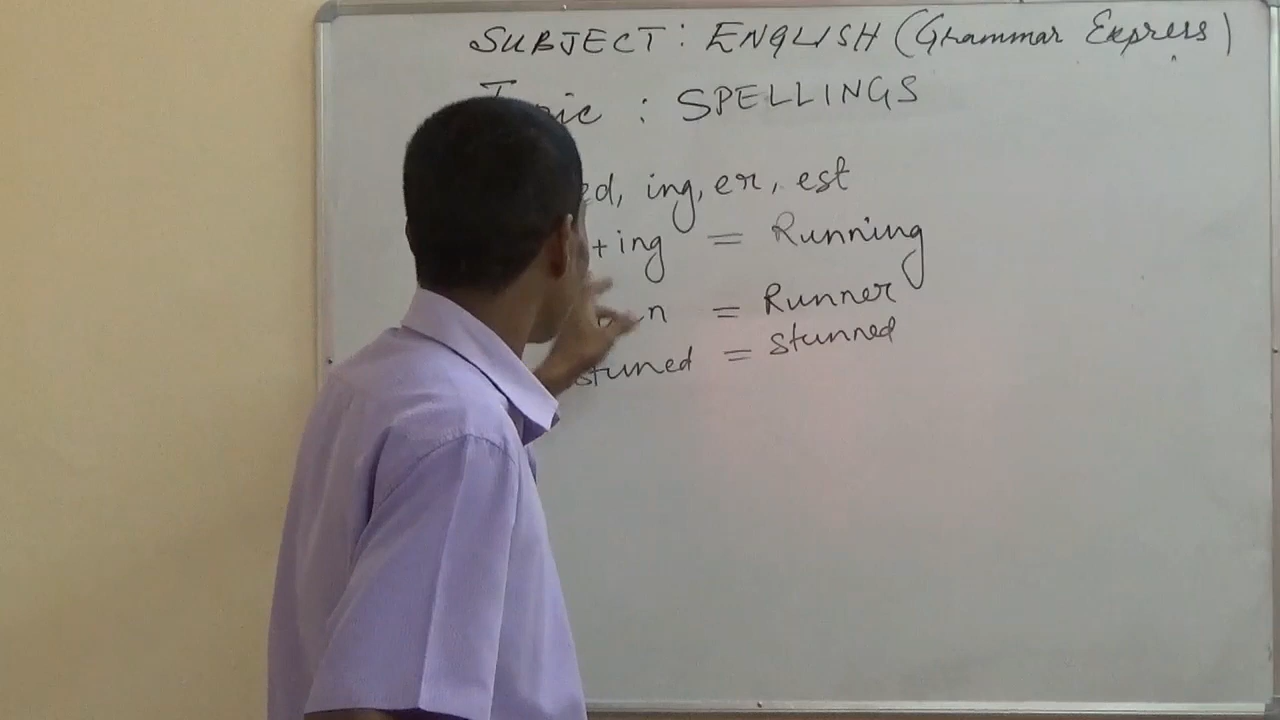 SUBJECT : ENGLISH (Grammar Express)
: SPELLINGS
ed, ing, er, est
+ ing = Running
= Runner
stuned = stunned